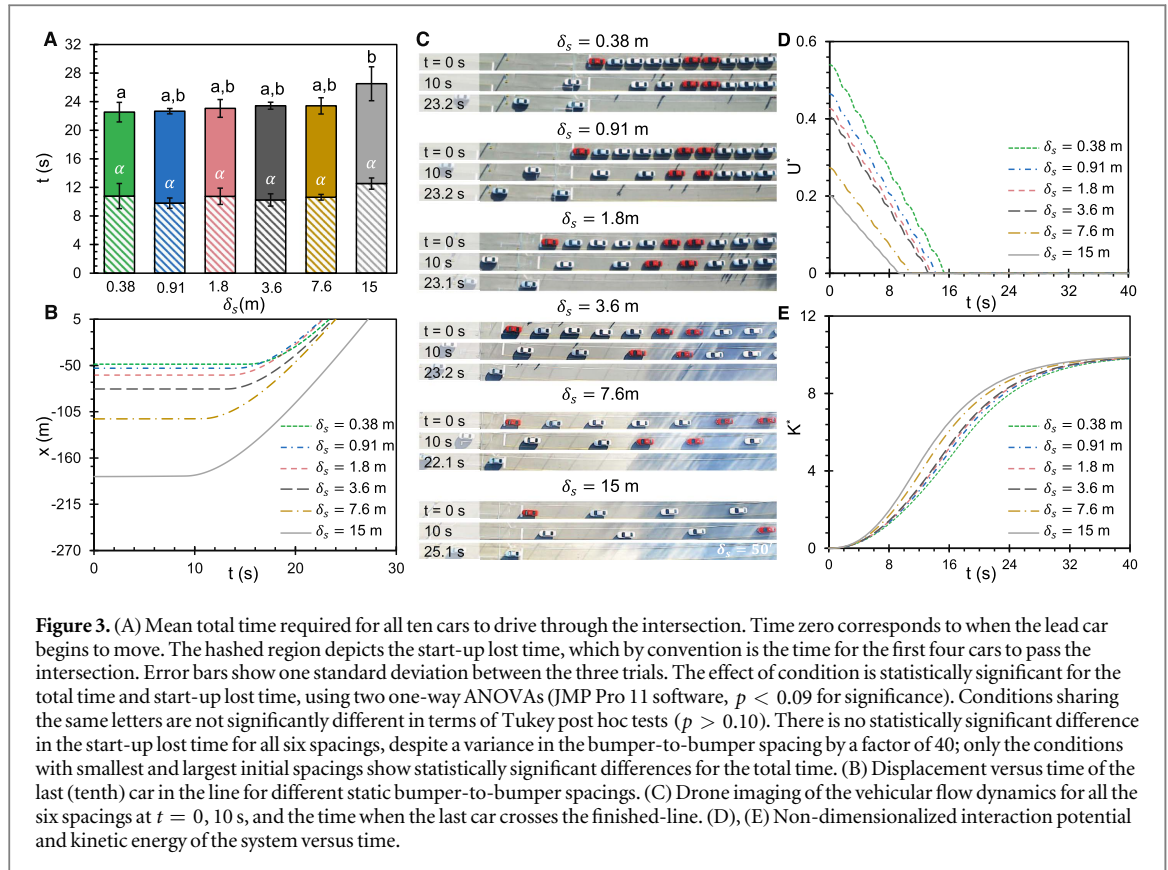 A
32
28
24
20
16
12
8
4
0
t (s)
a
a,b
a,b
a,b
a,b
b
α
α
α
α
α
α
0.38
0.91
1.8
3.6
7.6
15
δs(m)
B
5
-50
-105
-160
-215
-270
x (m)
δs = 0.38 m
δs = 0.91 m
δs = 1.8 m
δs = 3.6 m
δs = 7.6 m
δs = 15 m
0
10
20
30
t (s)
C
δs = 0.38 m
t = 0 s
10 s
23.2 s
δs = 0.91 m
t = 0 s
10 s
23.2 s
δs = 1.8m
t = 0 s
10 s
23.1 s
δs = 3.6 m
t = 0 s
10 s
23.2 s
δs = 7.6m
t = 0 s
10 s
22.1 s
δs = 15 m
t = 0 s
10 s
25.1 s
δs = 50
D
0.6
0.4
0.2
0
U*
δs = 0.38 m
δs = 0.91 m
δs = 1.8 m
δs = 3.6 m
δs = 7.6 m
δs = 15 m
0
8
16
24
32
40
t (s)
E
12
8
4
0
K*
δs = 0.38 m
δs = 0.91 m
δs = 1.8 m
δs = 3.6 m
δs = 7.6 m
δs = 15 m
0
8
16
24
32
40
t (s)
Figure 3. (A) Mean total time required for all ten cars to drive through the intersection. Time zero corresponds to when the lead car
begins to move. The hashed region depicts the start-up lost time, which by convention is the time for the first four cars to pass the
intersection. Error bars show one standard deviation between the three trials. The effect of condition is statistically significant for the
total time and start-up lost time, using two one-way ANOVAs (JMP Pro 11 software, p < 0.09 for significance). Conditions sharing
the same letters are not significantly different in terms of Tukey post hoc tests (p > 0.10). There is no statistically significant difference
in the start-up lost time for all six spacings, despite a variance in the bumper-to-bumper spacing by a factor of 40; only the conditions
with smallest and largest initial spacings show statistically significant differences for the total time. (B) Displacement versus time of the
last (tenth) car in the line for different static bumper-to-bumper spacings. (C) Drone imaging of the vehicular flow dynamics for all the
six spacings at t = 0, 10 s, and the time when the last car crosses the finished-line. (D), (E) Non-dimensionalized interaction potential
and kinetic energy of the system versus time.